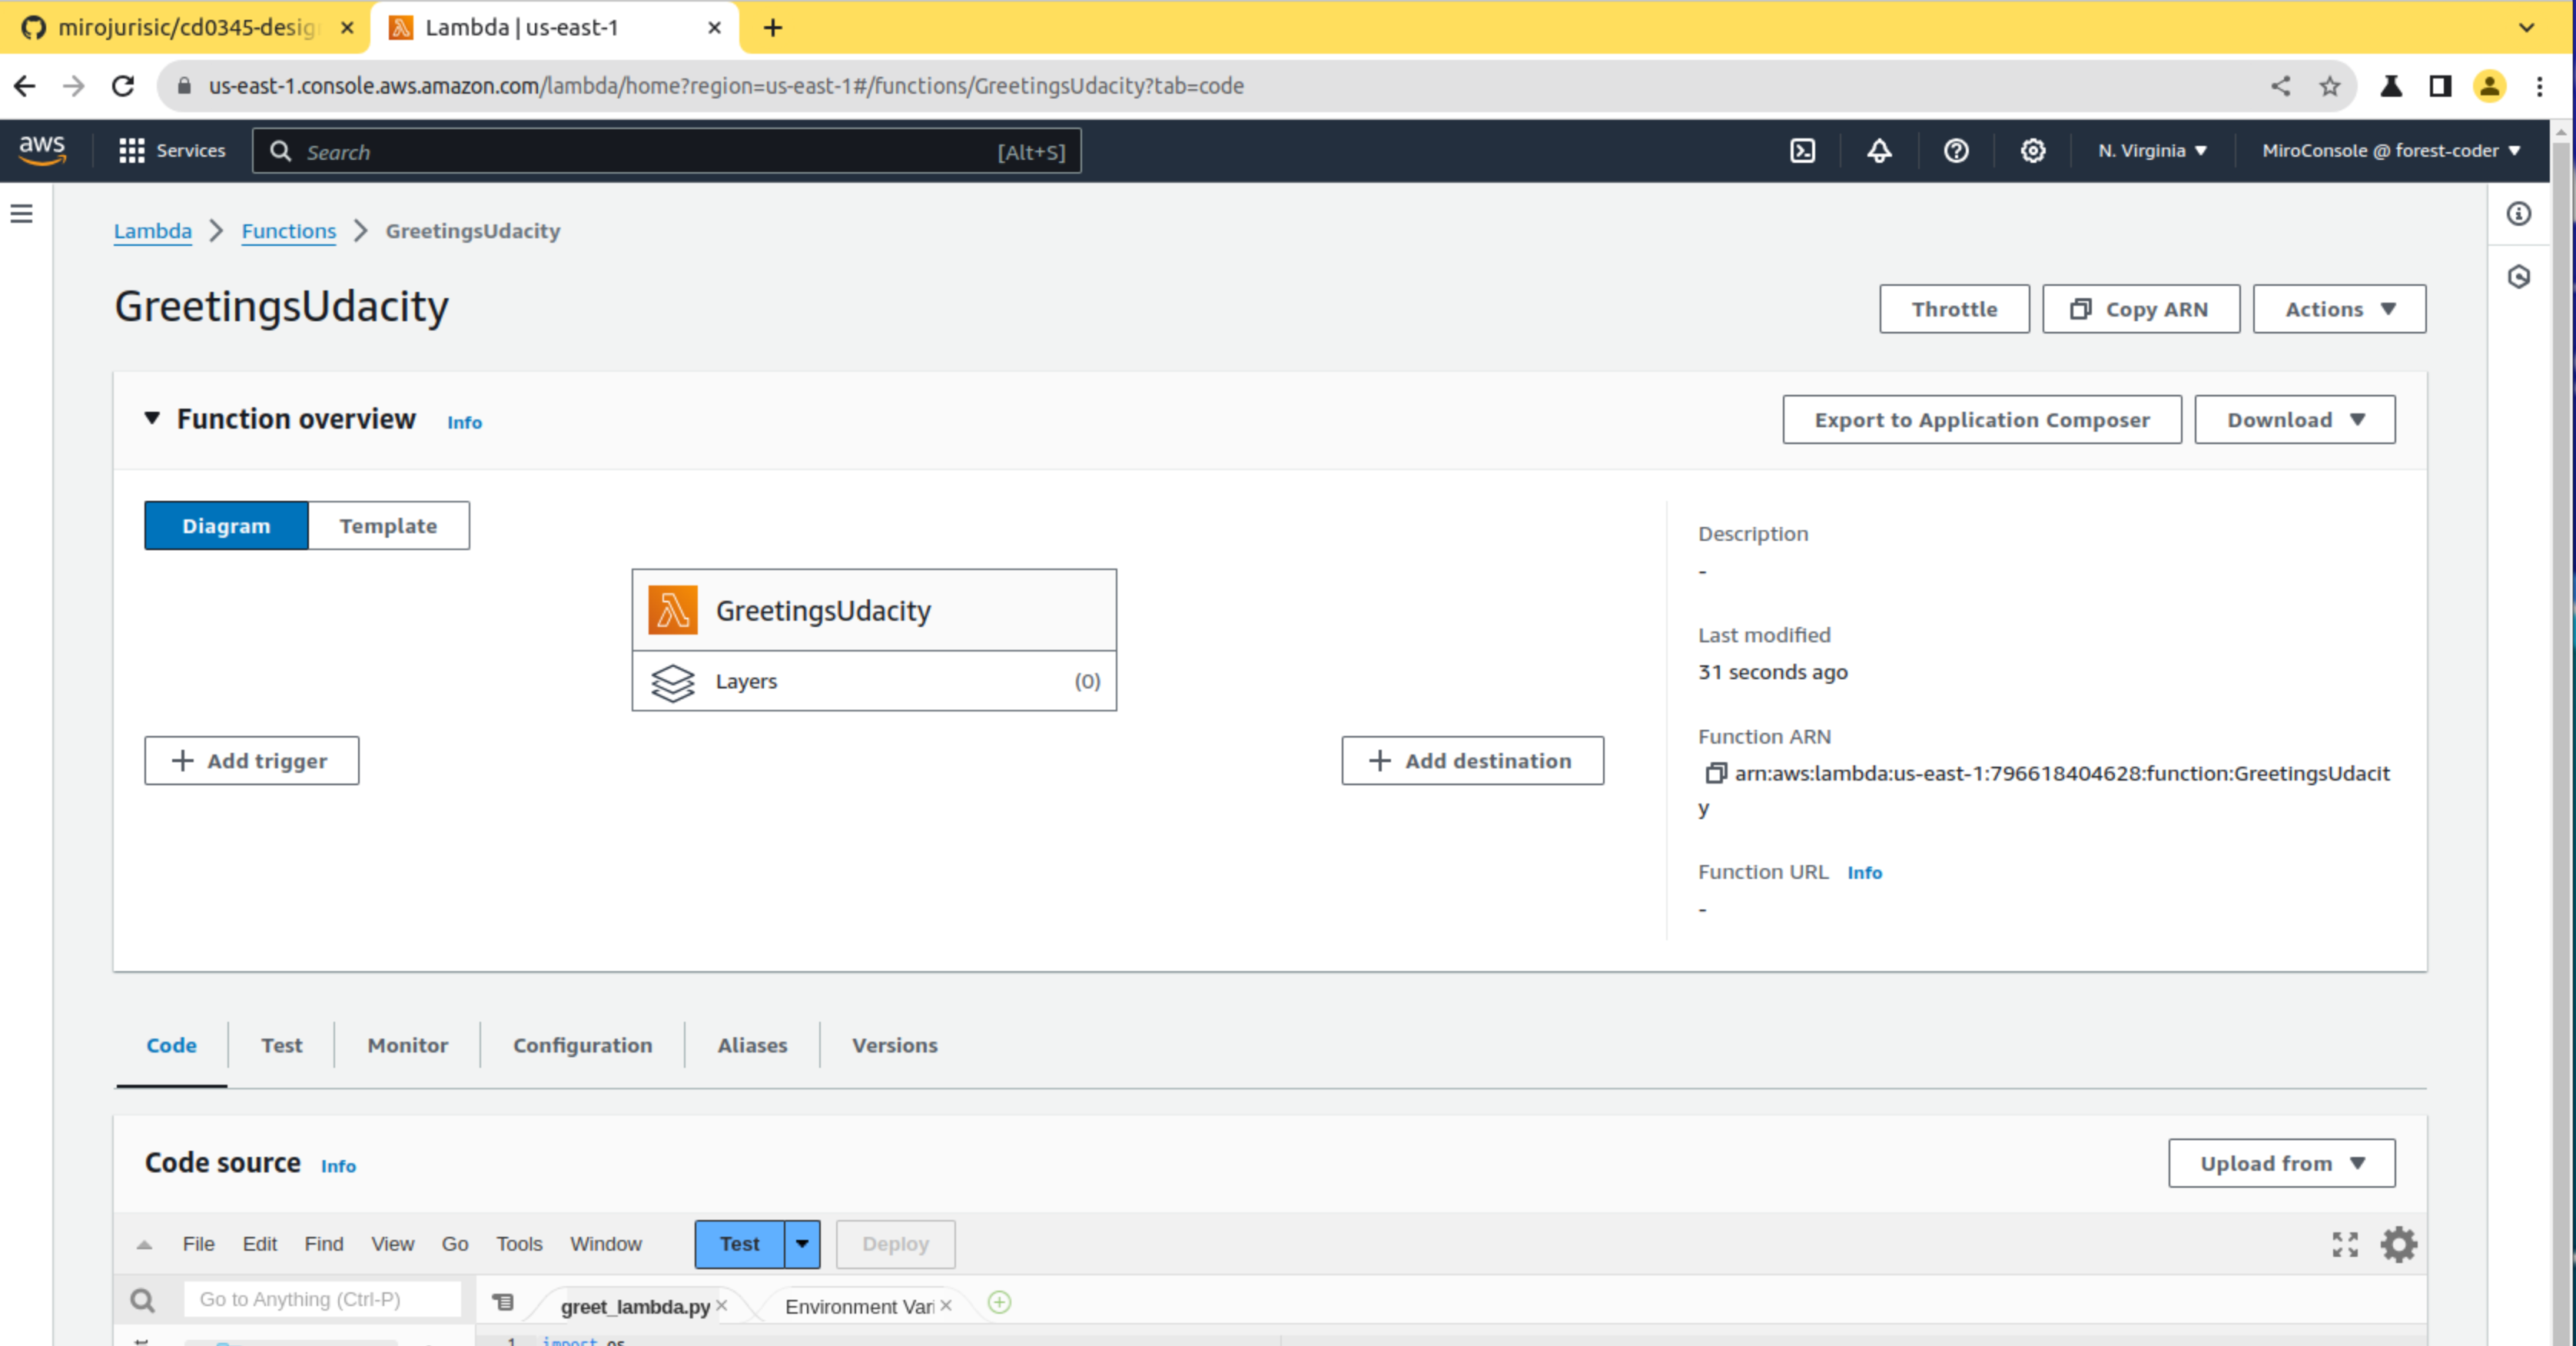 mirojurisic/cd0345-desig
Lambda | us-east-1
us-east-1.console.aws.amazon.com/lambda/home?region=us-east-1#/functions/GreetingsUdacity?tab=code
aws Services Search [Alt+S] N. Virginia MiroConsole @ forest-coder
Lambda > Functions > GreetingsUdacity
GreetingsUdacity
Throttle Copy ARN Actions
Function overview Info
Export to Application Composer Download
Diagram Template
GreetingsUdacity
Layers (0)
+ Add trigger
+ Add destination
Description
-
Last modified
31 seconds ago
Function ARN
arn:aws:lambda:us-east-1:796618404628:function:GreetingsUdacit
y
Function URL Info
-
Code Test Monitor Configuration Aliases Versions
Code source Info
Upload from
File Edit Find View Go Tools Window Test Deploy
Go to Anything (Ctrl-P)
greet_lambda.py Environment Vari
1 import os